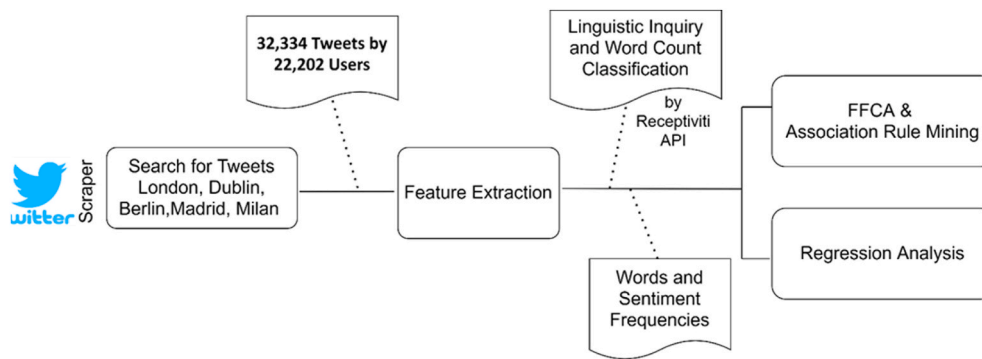 32,334 Tweets by
22,202 Users
Linguistic Inquiry
and Word Count
Classification
by
Receptiviti
API
FFCA &
Association Rule Mining
witter
Scraper
Search for Tweets
London, Dublin,
Berlin,Madrid, Milan
Feature Extraction
Regression Analysis
Words and
Sentiment
Frequencies